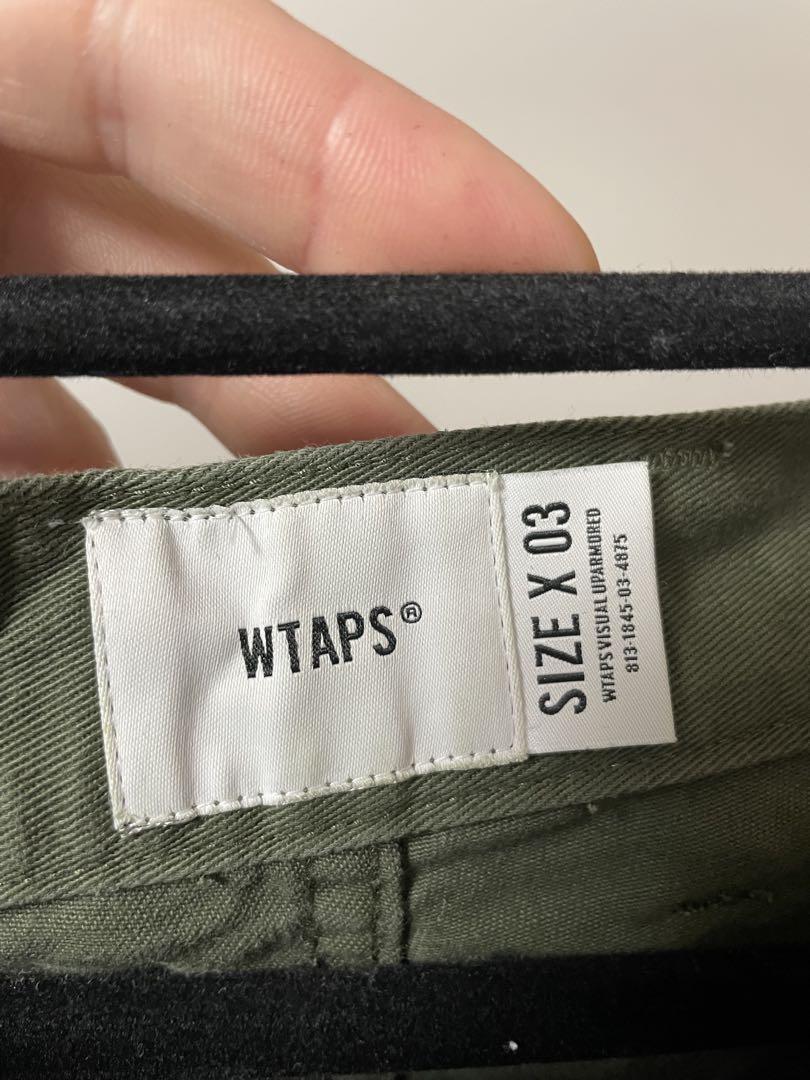 WTAPS®
SIZE X 03
WTAPS VISUAL UPARMORED
813-1845-03-4875